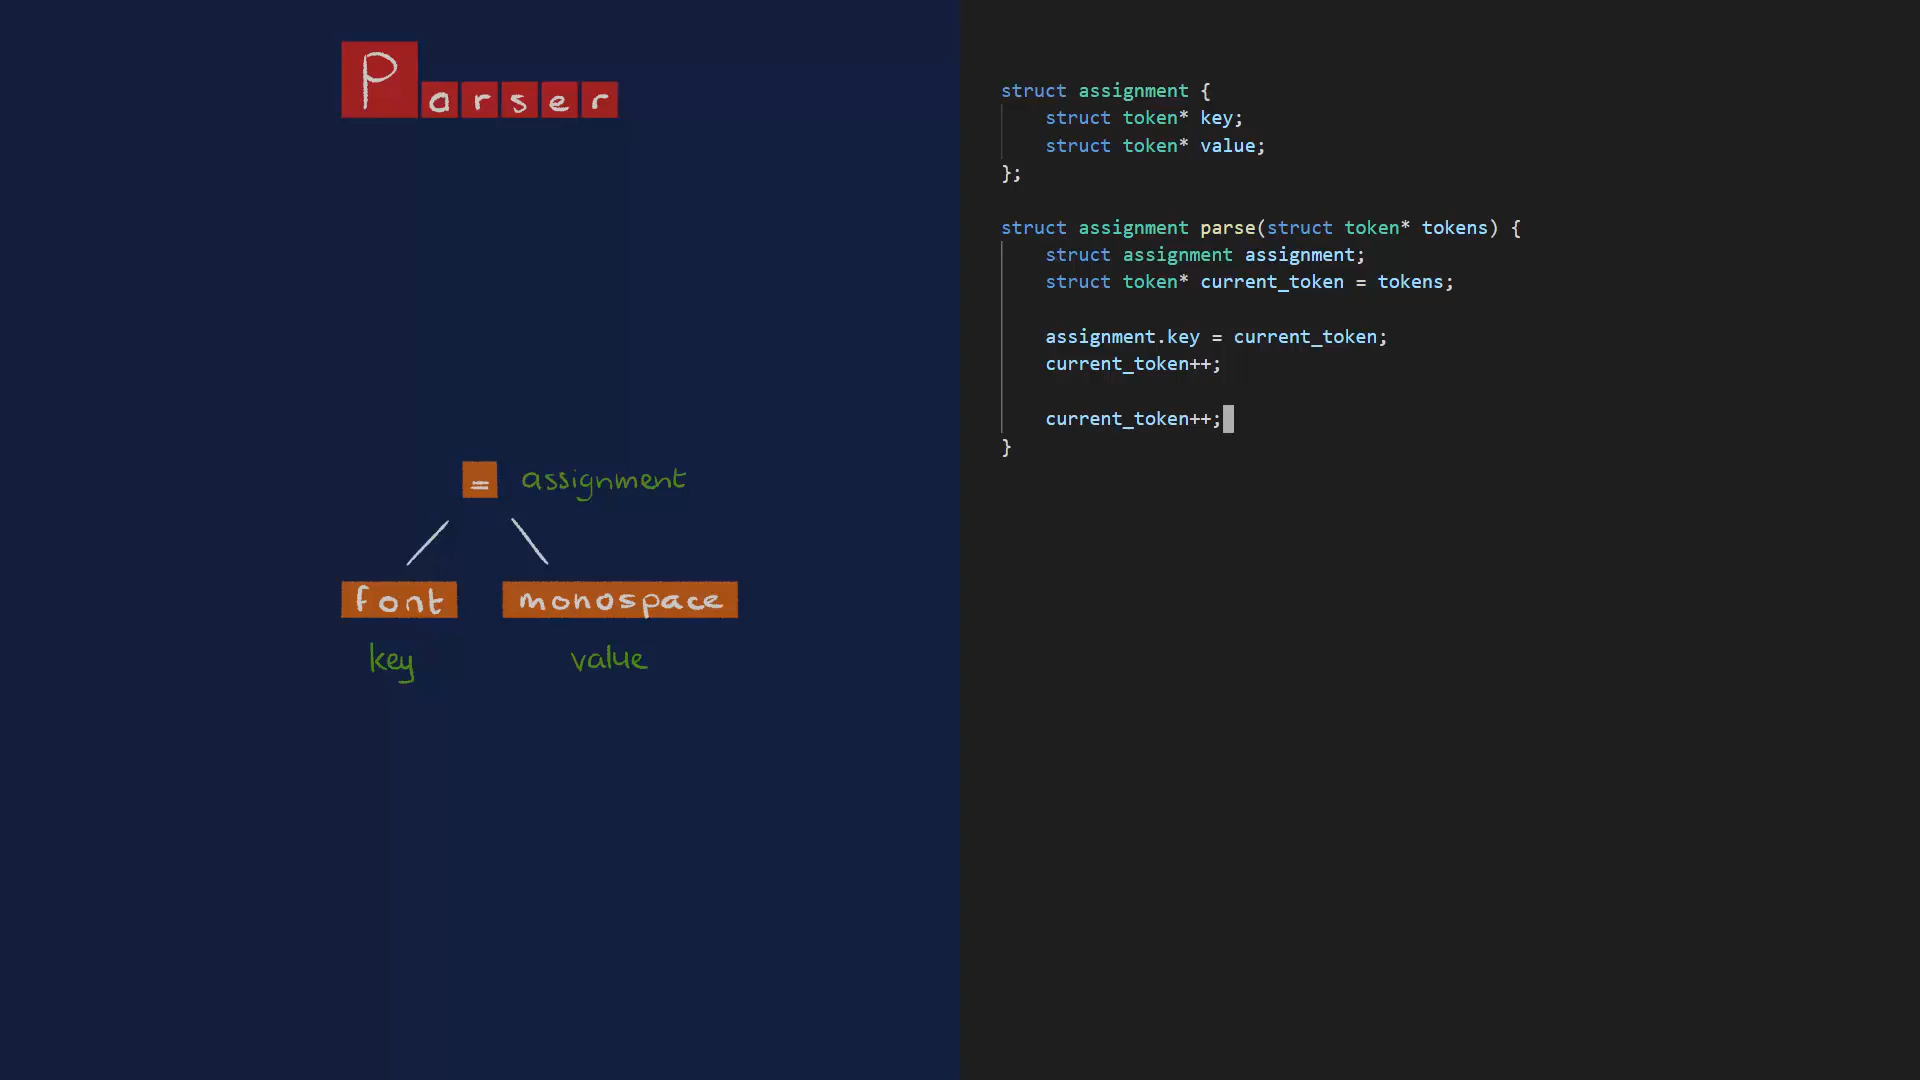 Parser
= assignment
font monospace
key value
struct assignment {
    struct token* key;
    struct token* value;
};
struct assignment parse(struct token* tokens) {
    struct assignment assignment;
    struct token* current_token = tokens;
    assignment.key = current_token;
    current_token++;
    current_token++;
}